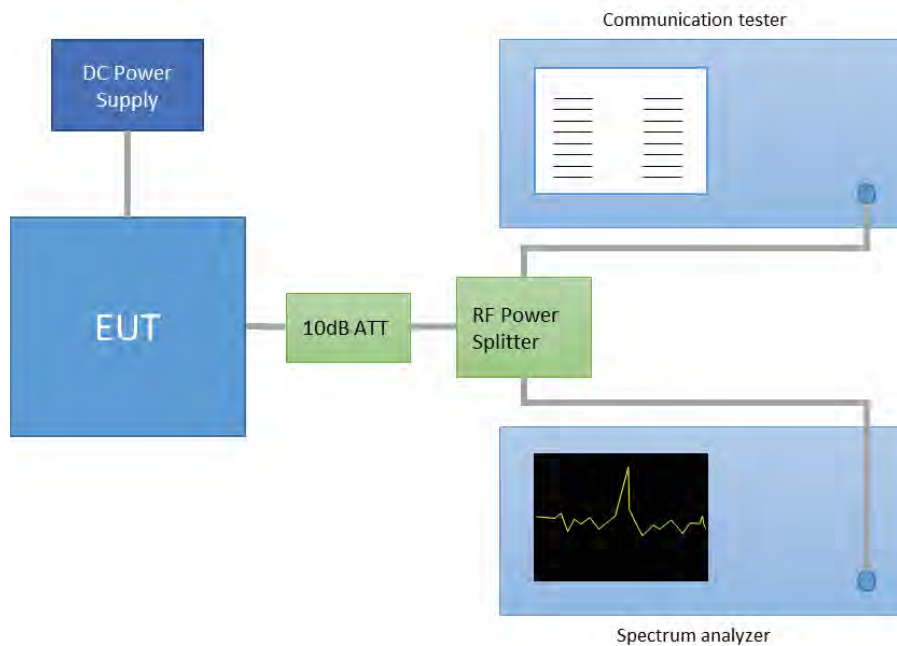 Communication tester
DC Power
Supply
EUT
10dB ATT
RF Power
Splitter
Spectrum analyzer